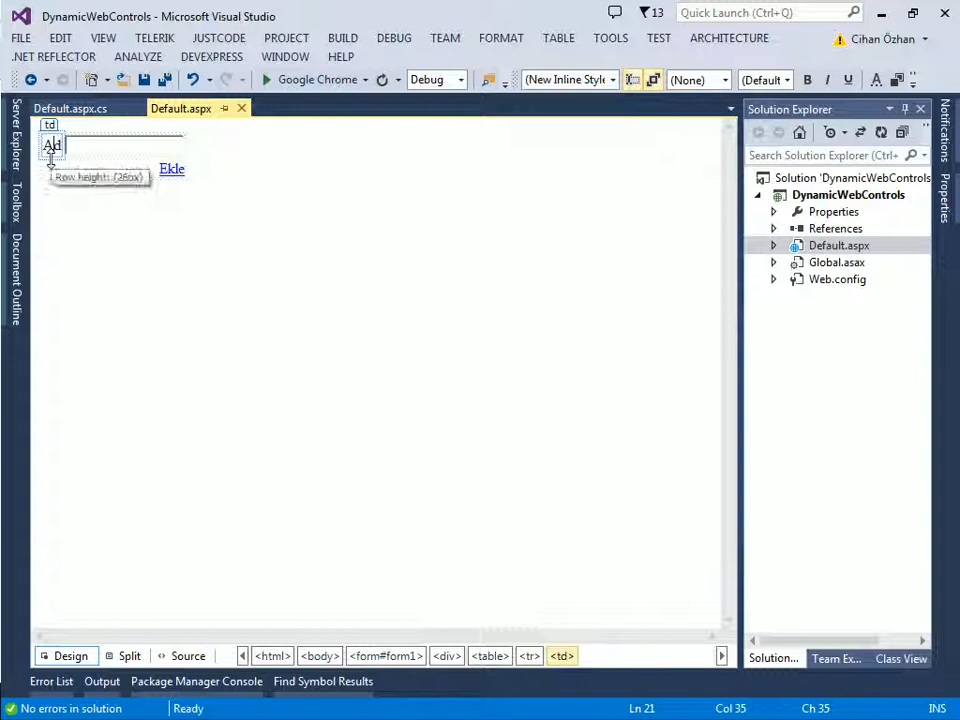 DynamicWebControls - Microsoft Visual Studio
13
Quick Launch (Ctrl+Q)
FILE EDIT VIEW TELERIK JUSTCODE PROJECT BUILD DEBUG TEAM FORMAT TABLE TOOLS TEST ARCHITECTURE
Cihan Özhan
.NET REFLECTOR ANALYZE DEVEXPRESS WINDOW HELP
Google Chrome
Debug
(New Inline Style
(None)
(Default
B I U A
Server Explorer
Toolbox
Document Outline
Default.aspx.cs
Default.aspx
td
Ad
Ekle
Row height: (26px)
Solution Explorer
Search Solution Explorer (Ctrl+
Solution 'DynamicWebControls'
DynamicWebControls
Properties
References
Default.aspx
Global.asax
Web.config
Notifications
Properties
Design
Split
Source
<html>
<body>
<form#form1>
<div>
<table>
<tr>
<td>
Solution...
Team Ex...
Class View
Error List
Output
Package Manager Console
Find Symbol Results
No errors in solution
Ready
Ln 21
Col 35
Ch 35
INS